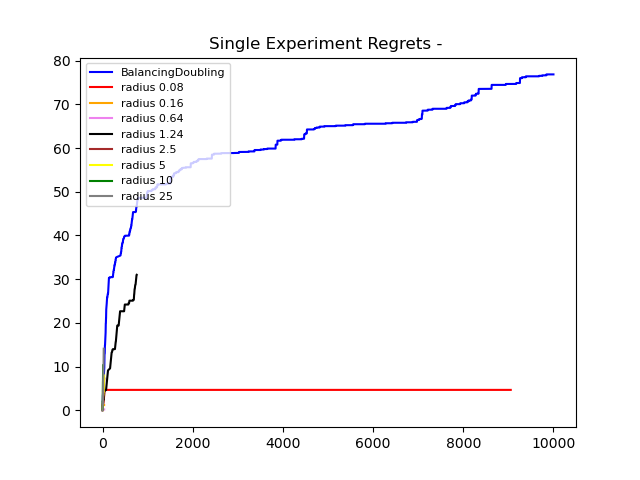 Single Experiment Regrets -
80
70
60
50
40
30
20
10
0
BalancingDoubling
radius 0.08
radius 0.16
radius 0.64
radius 1.24
radius 2.5
radius 5
radius 10
radius 25
0 2000 4000 6000 8000 10000